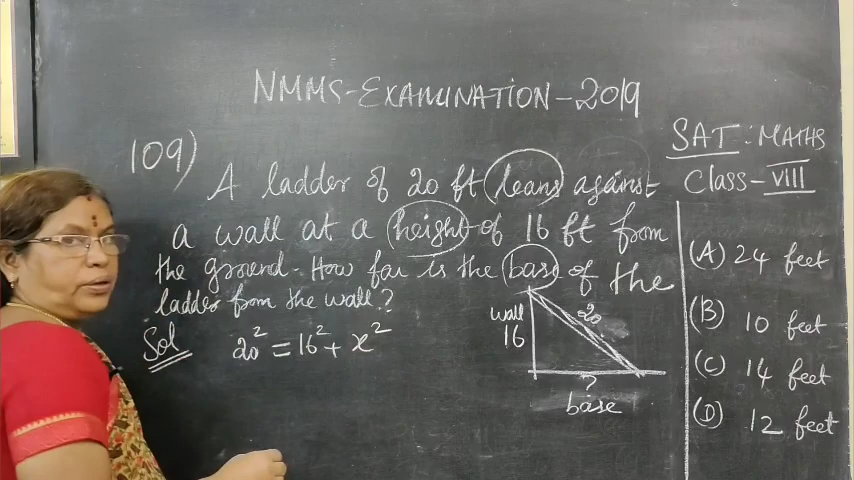 NMMS-EXAMINATION-2019
109)
A ladder of 20 ft leans against
a wall at a height of 16 ft from
the ground. How far is the base of the
ladder from the wall?
Sol
20² = 16² + x²
wall
16
20
?
base
SAT: MATHS
Class-VIII
(A) 24 feet
(B) 10 feet
(C) 14 feet
(D) 12 feet